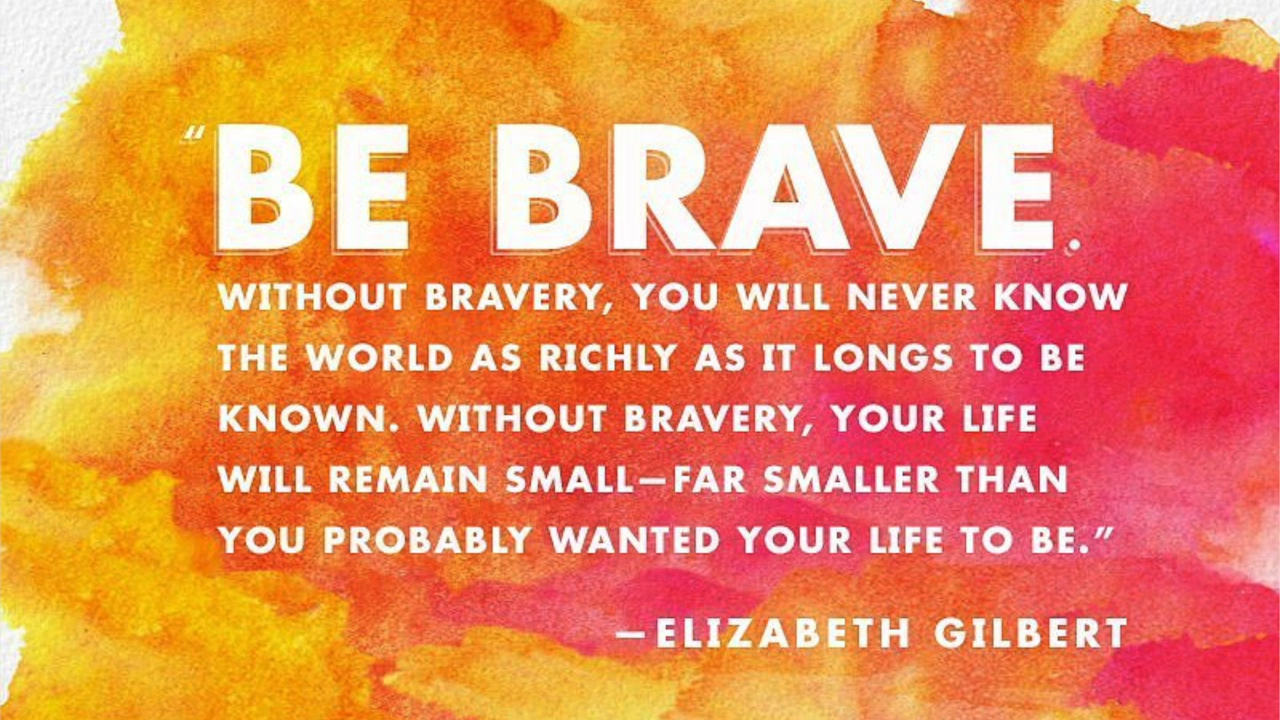 “BE BRAVE.
WITHOUT BRAVERY, YOU WILL NEVER KNOW
THE WORLD AS RICHLY AS IT LONGS TO BE
KNOWN. WITHOUT BRAVERY, YOUR LIFE
WILL REMAIN SMALL—FAR SMALLER THAN
YOU PROBABLY WANTED YOUR LIFE TO BE.”
—ELIZABETH GILBERT